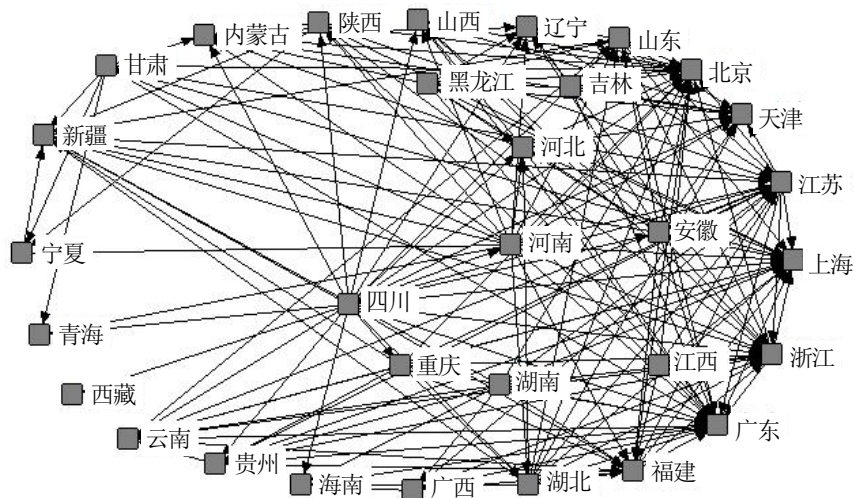 内蒙古
陕西
山西
辽宁
山东
甘肃
黑龙江
吉林
北京
天津
新疆
河北
江苏
宁夏
河南
安徽
上海
四川
青海
重庆
江西
浙江
西藏
湖南
云南
广东
贵州
海南
广西
湖北
福建